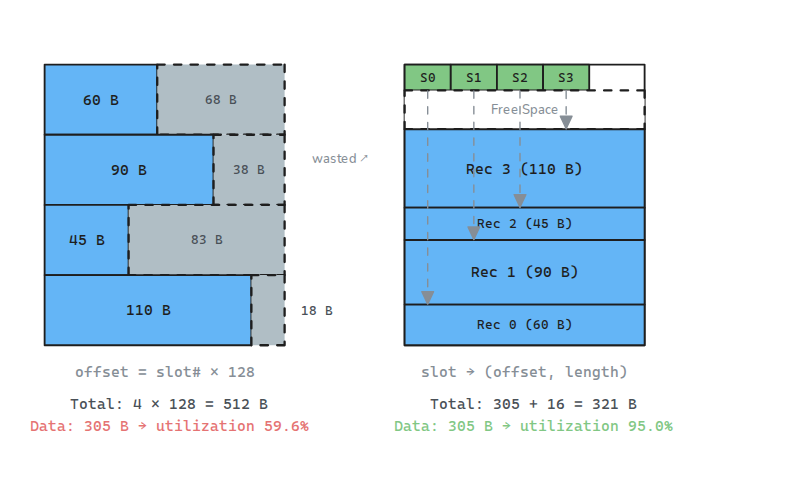 60 B
68 B
90 B
38 B
45 B
83 B
110 B
18 B
wasted ↗
offset = slot# × 128
Total: 4 × 128 = 512 B
Data: 305 B → utilization 59.6%
S0 S1 S2 S3
Free Space
Rec 3 (110 B)
Rec 2 (45 B)
Rec 1 (90 B)
Rec 0 (60 B)
slot → (offset, length)
Total: 305 + 16 = 321 B
Data: 305 B → utilization 95.0%